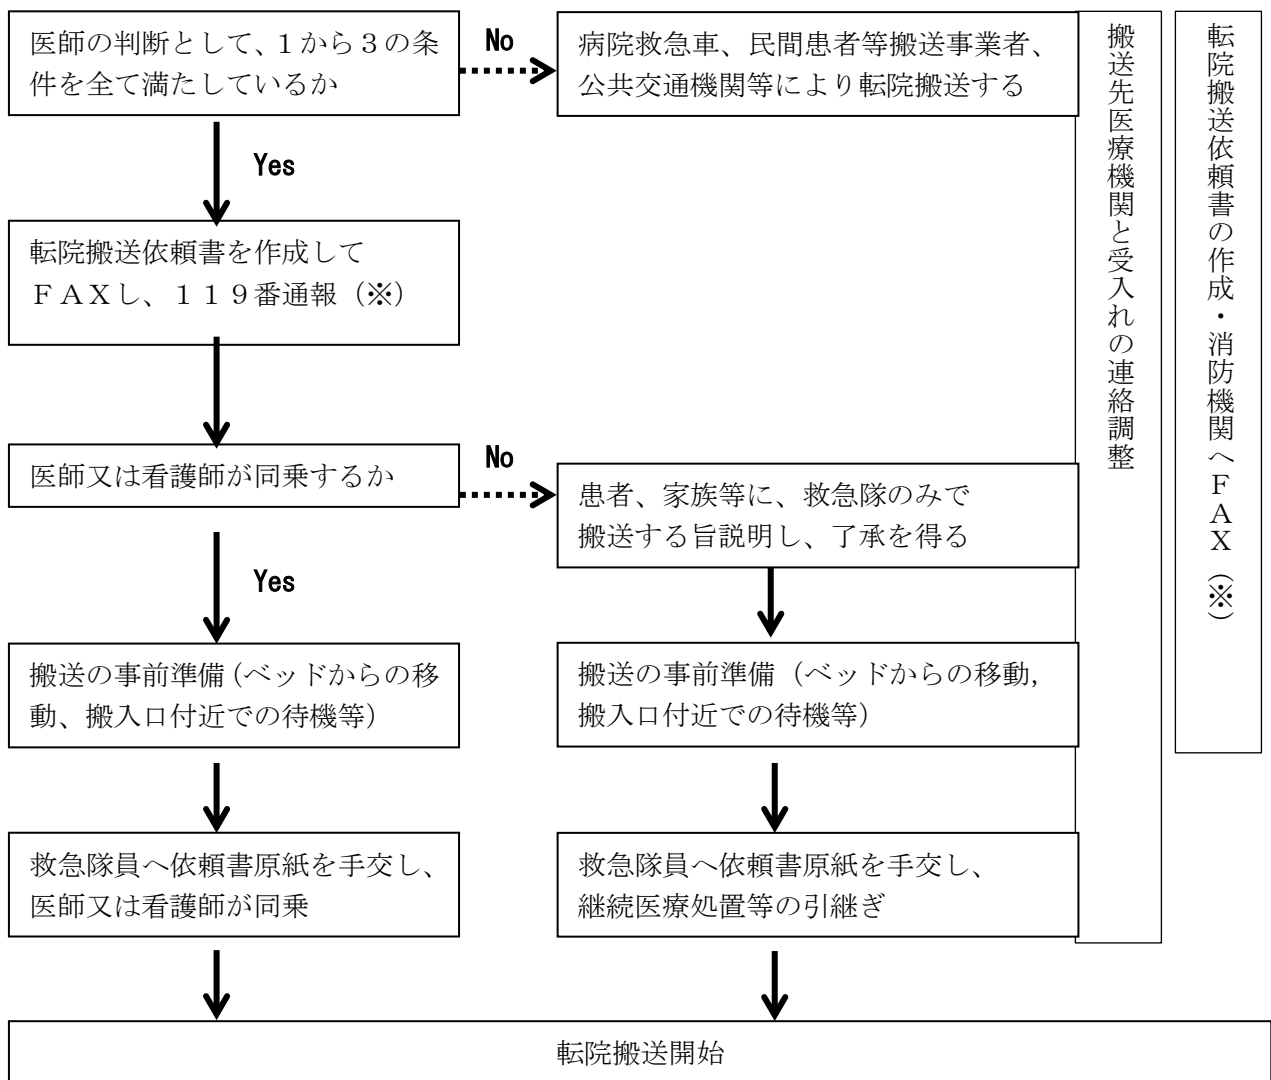 医師の判断として、１から３の条
件を全て満たしているか
No
病院救急車、民間患者等搬送事業者、
公共交通機関等により転院搬送する
Yes
転院搬送依頼書を作成して
ＦＡＸし、１１９番通報（※）
医師又は看護師が同乗するか
No
患者、家族等に、救急隊のみで
搬送する旨説明し、了承を得る
Yes
搬送の事前準備（ベッドからの移
動、搬入口付近での待機等）
搬送の事前準備（ベッドからの移動,
搬入口付近での待機等）
救急隊員へ依頼書原紙を手交し、
医師又は看護師が同乗
救急隊員へ依頼書原紙を手交し、
継続医療処置等の引継ぎ
転院搬送開始
搬送先医療機関と受入れの連絡調整
転院搬送依頼書の作成・消防機関へＦＡＸ（※）